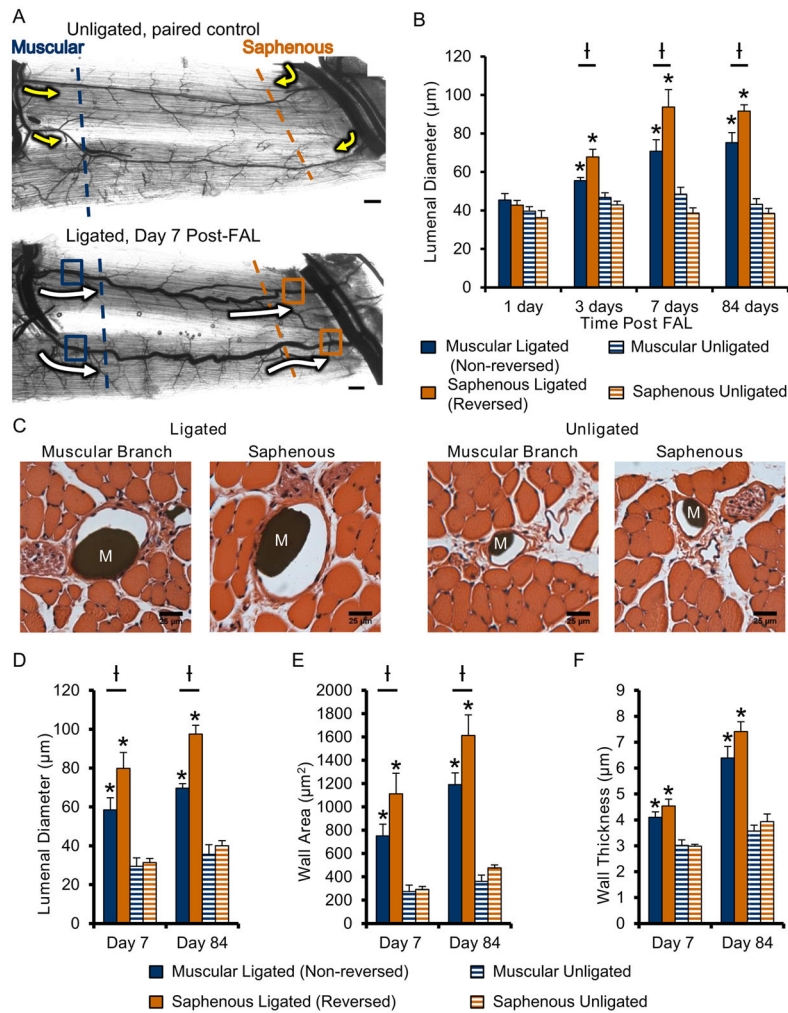 A
Unligated, paired control
Muscular
Saphenous
Ligated, Day 7 Post-FAL
B
Lumenal Diameter (µm)
120
100
80
60
40
20
0
ƚ ƚ ƚ
* * * * * *
1 day 3 days 7 days 84 days
Time Post FAL
Muscular Ligated (Non-reversed)
Muscular Unligated
Saphenous Ligated (Reversed)
Saphenous Unligated
C
Ligated
Unligated
Muscular Branch
Saphenous
Muscular Branch
Saphenous
M
M
M
M
25 µm
25 µm
25 µm
25 µm
D
Lumenal Diameter (µm)
120
100
80
60
40
20
0
ƚ ƚ
* * * *
Day 7 Day 84
E
Wall Area (µm²)
2000
1800
1600
1400
1200
1000
800
600
400
200
0
ƚ ƚ
* * * *
Day 7 Day 84
F
Wall Thickness (µm)
9
8
7
6
5
4
3
2
1
0
* * * *
Day 7 Day 84
Muscular Ligated (Non-reversed)
Muscular Unligated
Saphenous Ligated (Reversed)
Saphenous Unligated